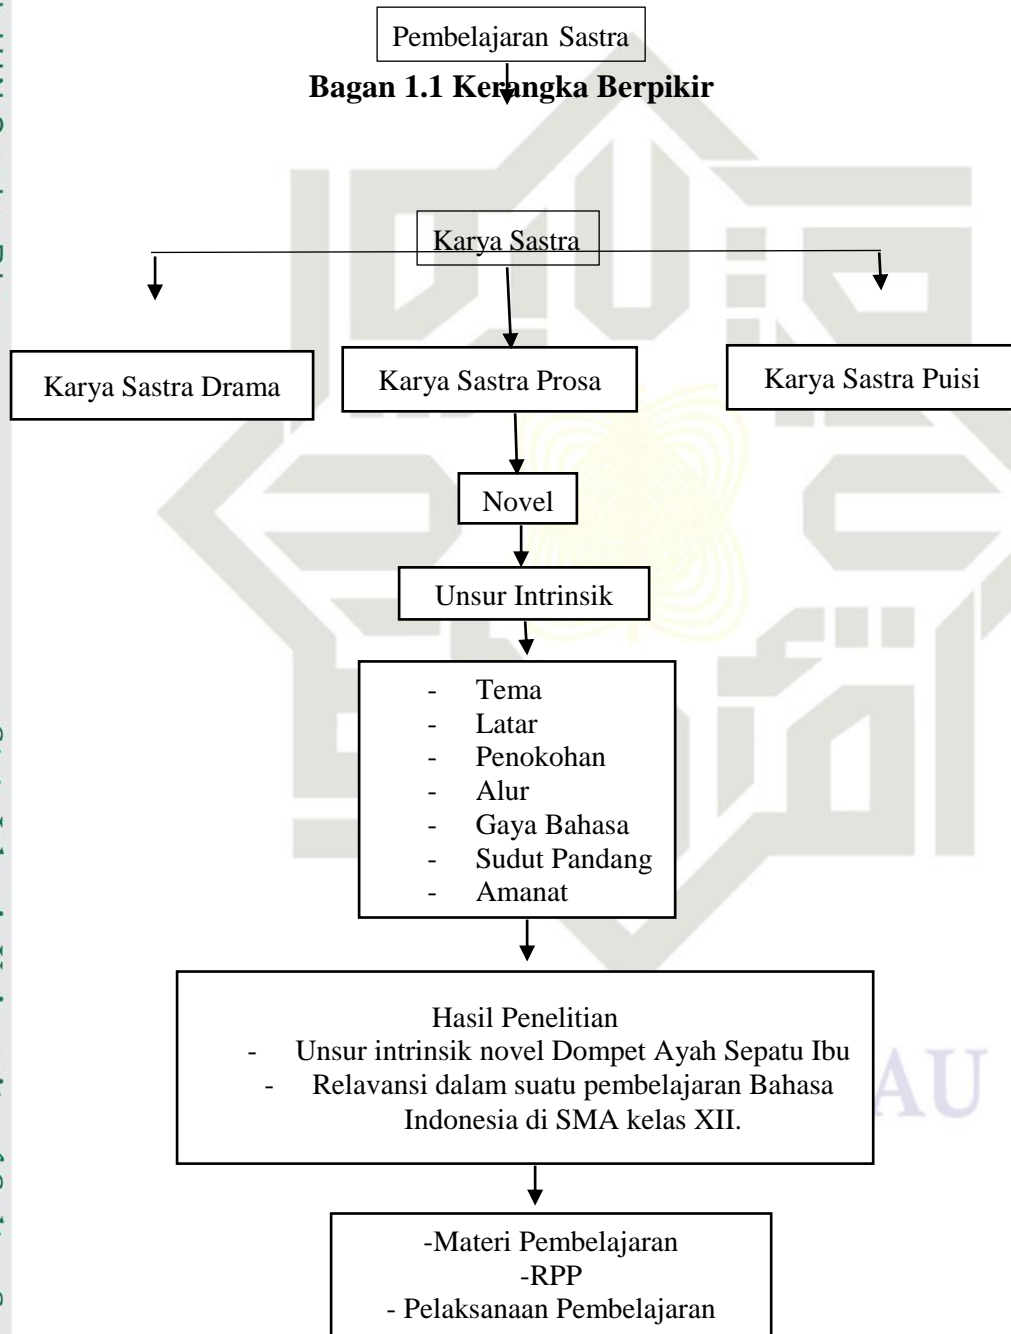 Pembelajaran Sastra
Bagan 1.1 Kerangka Berpikir
Karya Sastra
Karya Sastra Drama
Karya Sastra Prosa
Karya Sastra Puisi
Novel
Unsur Intrinsik
- Tema
- Latar
- Penokohan
- Alur
- Gaya Bahasa
- Sudut Pandang
- Amanat
Hasil Penelitian
- Unsur intrinsik novel Dompet Ayah Sepatu Ibu
- Relavansi dalam suatu pembelajaran Bahasa
Indonesia di SMA kelas XII.
AU
-Materi Pembelajaran
-RPP
- Pelaksanaan Pembelajaran